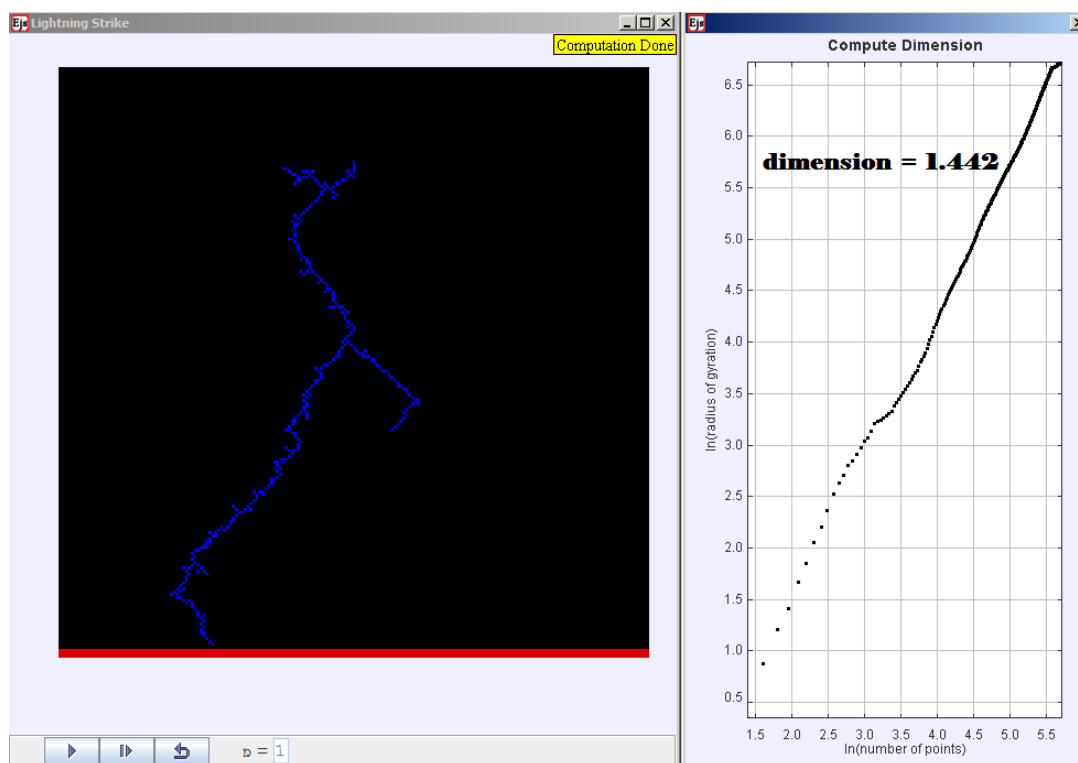 Ejs Lightning Strike
Computation Done
n = 1
Ejs
Compute Dimension
dimension = 1.442
ln(radius of gyration)
6.5
6.0
5.5
5.0
4.5
4.0
3.5
3.0
2.5
2.0
1.5
1.0
0.5
1.5 2.0 2.5 3.0 3.5 4.0 4.5 5.0 5.5
ln(number of points)